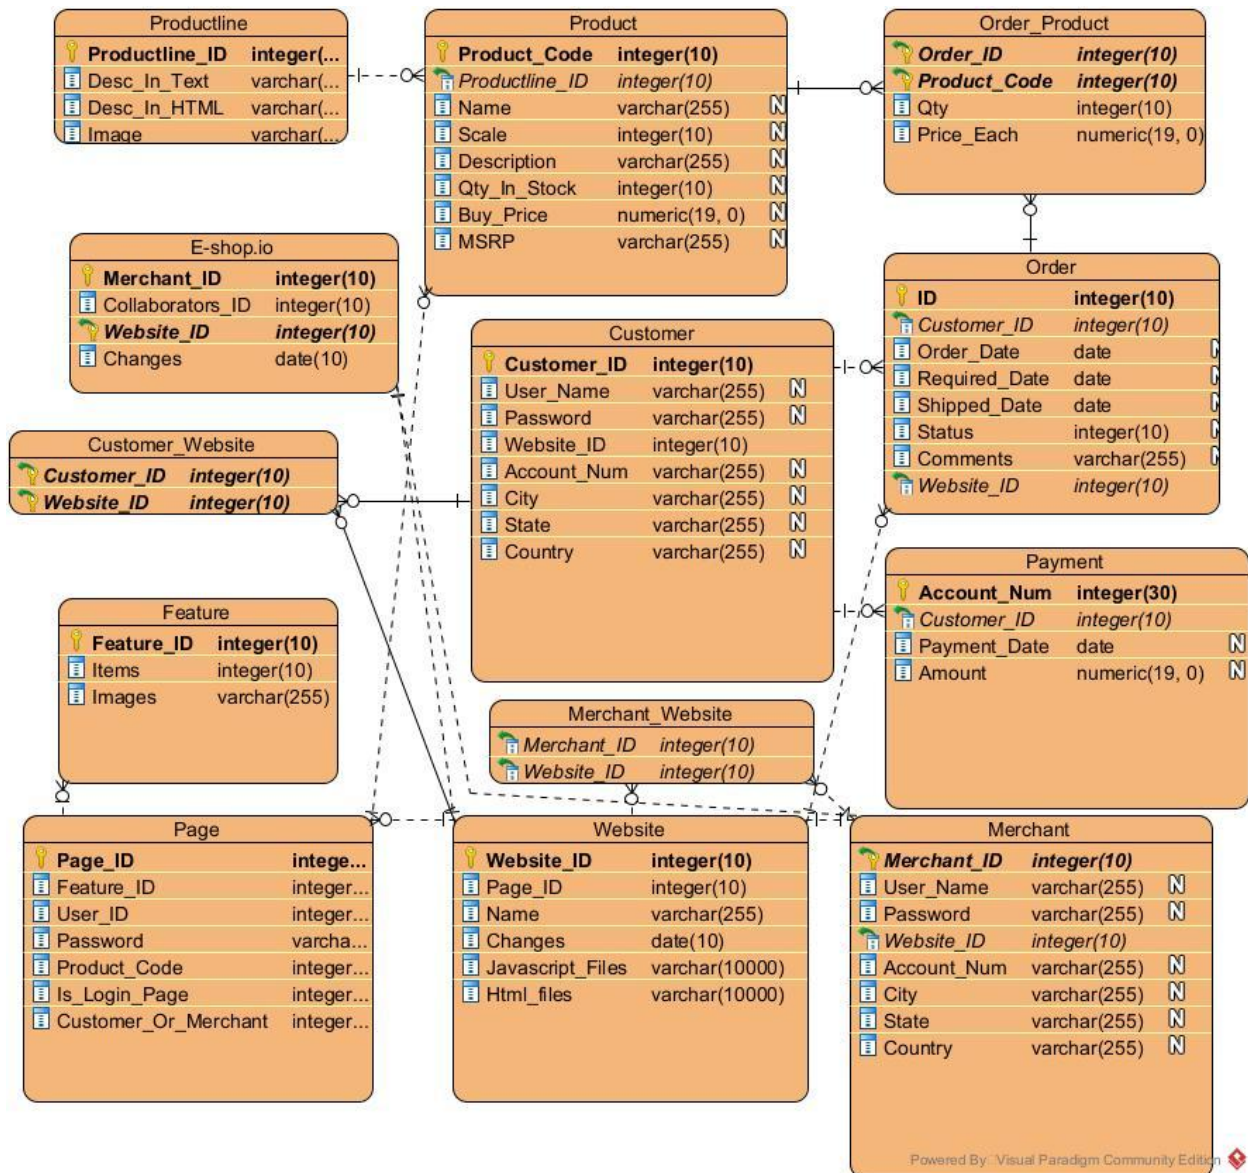 Productline
Productline_ID integer(...
Desc_In_Text varchar(...
Desc_In_HTML varchar(...
Image varchar(...
Product
Product_Code integer(10)
Productline_ID integer(10)
Name varchar(255) N
Scale integer(10) N
Description varchar(255) N
Qty_In_Stock integer(10) N
Buy_Price numeric(19, 0) N
MSRP varchar(255) N
Order_Product
Order_ID integer(10)
Product_Code integer(10)
Qty integer(10)
Price_Each numeric(19, 0)
E-shop.io
Merchant_ID integer(10)
Collaborators_ID integer(10)
Website_ID integer(10)
Changes date(10)
Customer
Customer_ID integer(10)
User_Name varchar(255) N
Password varchar(255) N
Website_ID integer(10)
Account_Num varchar(255) N
City varchar(255) N
State varchar(255) N
Country varchar(255) N
Order
ID integer(10)
Customer_ID integer(10)
Order_Date date N
Required_Date date N
Shipped_Date date N
Status integer(10) N
Comments varchar(255) N
Website_ID integer(10)
Customer_Website
Customer_ID integer(10)
Website_ID integer(10)
Payment
Account_Num integer(30)
Customer_ID integer(10)
Payment_Date date N
Amount numeric(19, 0) N
Feature
Feature_ID integer(10)
Items integer(10)
Images varchar(255)
Merchant_Website
Merchant_ID integer(10)
Website_ID integer(10)
Page
Page_ID intege...
Feature_ID integer...
User_ID integer...
Password varcha...
Product_Code integer...
Is_Login_Page integer...
Customer_Or_Merchant integer...
Website
Website_ID integer(10)
Page_ID integer(10)
Name varchar(255)
Changes date(10)
Javascript_Files varchar(10000)
Html_files varchar(10000)
Merchant
Merchant_ID integer(10)
User_Name varchar(255) N
Password varchar(255) N
Website_ID integer(10)
Account_Num varchar(255) N
City varchar(255) N
State varchar(255) N
Country varchar(255) N
Powered By Visual Paradigm Community Edition